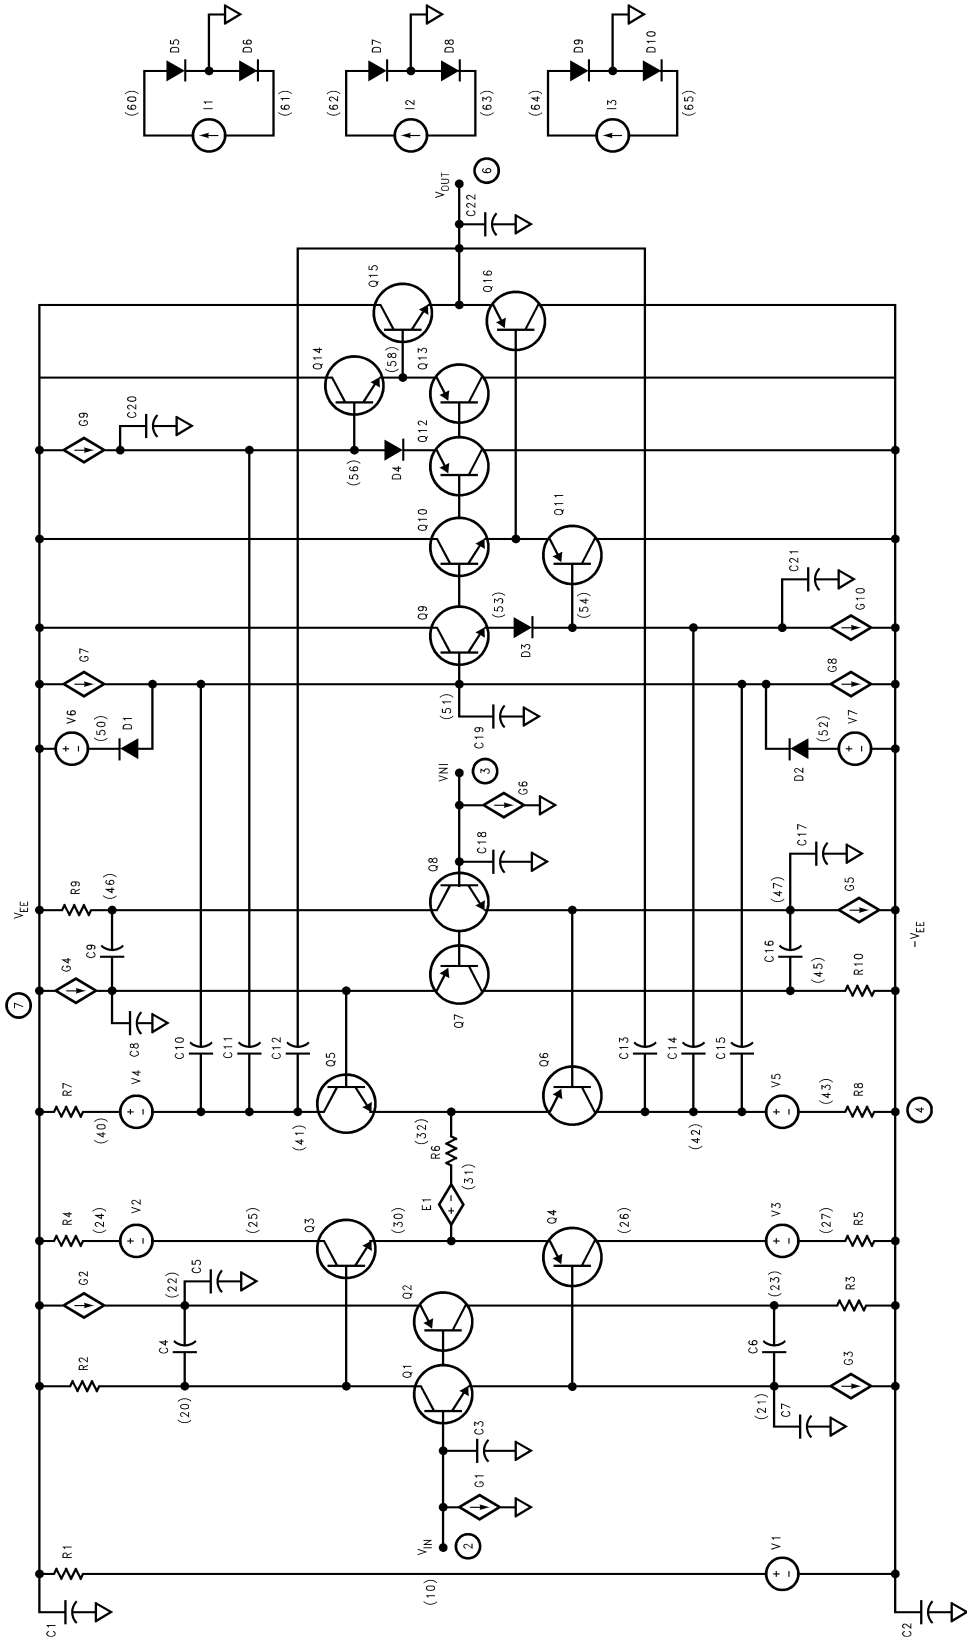 D5
D6
D7
D8
D9
D10
(60)
I1
(61)
(62)
I2
(63)
(64)
I3
(65)
VOUT
6
C22
Q15
Q16
Q14
(58)
Q13
C20
G9
Q12
(56)
D4
Q10
Q11
C21
Q9
(53)
(54)
D3
G10
G7
G8
V6
(50)
D1
(51)
C19
(52)
V7
D2
VNI
3
G6
C18
Q8
C17
VEE
R9
(46)
(47)
G5
-VEE
C9
C16
G4
(45)
R10
7
Q7
C8
C10
C11
C12
Q5
Q6
C13
C14
C15
R7
V4
V5
(43)
R8
(40)
(41)
(42)
4
(32)
R6
(31)
E1
R4
(24)
V2
(25)
Q3
(30)
Q4
(26)
V3
(27)
R5
G2
(22)
C5
Q2
(23)
R3
R2
C4
Q1
C6
G3
(20)
(21)
C7
C3
G1
VIN
2
R1
V1
(10)
C1
C2